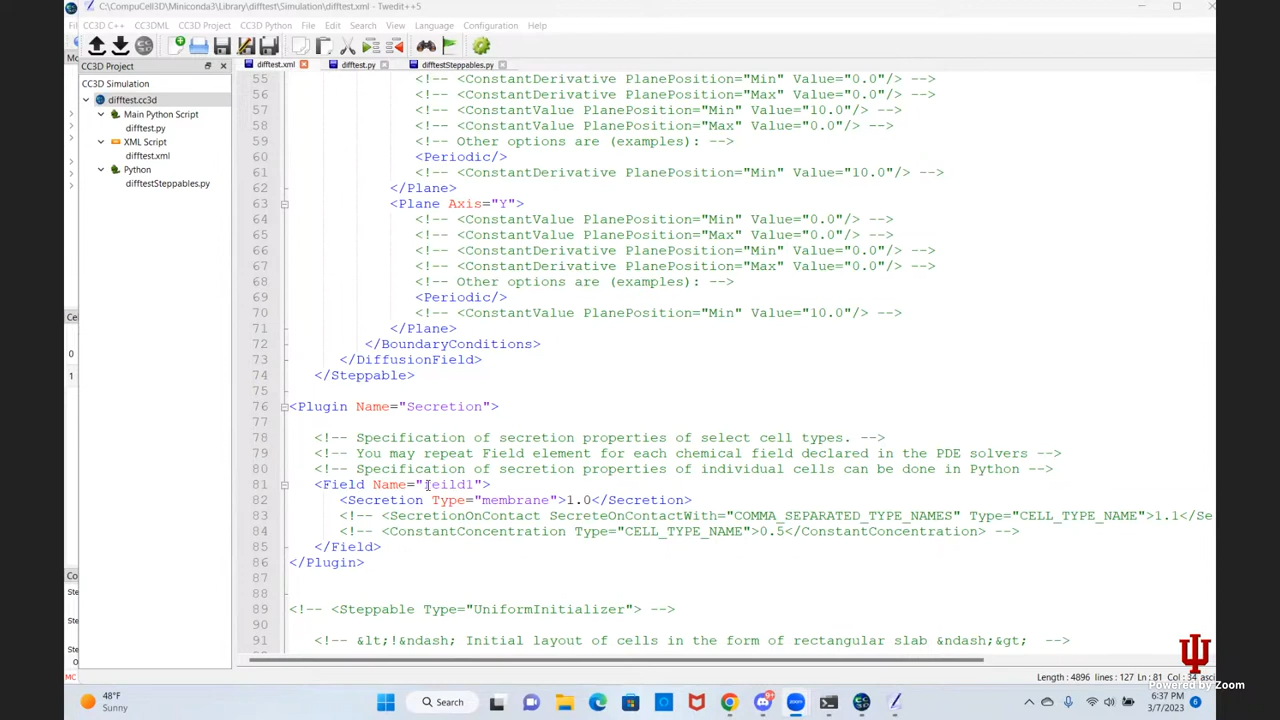 C:\CompuCell3D\Miniconda3\Library\difftest\Simulation\difftest.xml - Twedit++5
CC3D C++ CC3DML CC3D Project CC3D Python File Edit Search View Language Configuration Help
CC3D Project
difftest.xml difftest.py difftestSteppables.py
CC3D Simulation
difftest.cc3d
Main Python Script
difftest.py
XML Script
difftest.xml
Python
difftestSteppables.py
55 <!-- <ConstantDerivative PlanePosition="Min" Value="0.0"/> -->
56 <!-- <ConstantDerivative PlanePosition="Max" Value="0.0"/> -->
57 <!-- <ConstantDerivative PlanePosition="Min" Value="10.0"/> -->
58 <!-- <ConstantValue PlanePosition="Max" Value="0.0"/> -->
59 <!-- Other options are (examples): -->
60 <Periodic/>
61 <!-- <ConstantDerivative PlanePosition="Min" Value="10.0"/> -->
62 </Plane>
63 <Plane Axis="Y">
64 <!-- <ConstantValue PlanePosition="Min" Value="0.0"/> -->
65 <!-- <ConstantValue PlanePosition="Max" Value="0.0"/> -->
66 <!-- <ConstantDerivative PlanePosition="Min" Value="0.0"/> -->
67 <!-- <ConstantDerivative PlanePosition="Max" Value="0.0"/> -->
68 <!-- Other options are (examples): -->
69 <Periodic/>
70 <!-- <ConstantValue PlanePosition="Min" Value="10.0"/> -->
71 </Plane>
72 </BoundaryConditions>
73 </DiffusionField>
74 </Steppable>
75
76 <Plugin Name="Secretion">
77
78 <!-- Specification of secretion properties of select cell types. -->
79 <!-- You may repeat Field element for each chemical field declared in the PDE solvers -->
80 <!-- Specification of secretion properties of individual cells can be done in Python -->
81 <Field Name="feild1">
82 <Secretion Type="membrane">1.0</Secretion>
83 <!-- <SecretionOnContact SecreteOnContactWith="COMMA_SEPARATED_TYPE_NAMES" Type="CELL_TYPE_NAME">1.1</Se
84 <!-- <ConstantConcentration Type="CELL_TYPE_NAME">0.5</ConstantConcentration> -->
85 </Field>
86 </Plugin>
87
88
89 <!-- <Steppable Type="UniformInitializer"> -->
91 <!-- &lt;!&ndash; Initial layout of cells in the form of rectangular slab &ndash;&gt; -->
Length: 4896 lines: 127 Ln: 81 Col: 34 ascii
Powered by Zoom
48°F
Sunny
Search
6:37 PM
3/7/2023